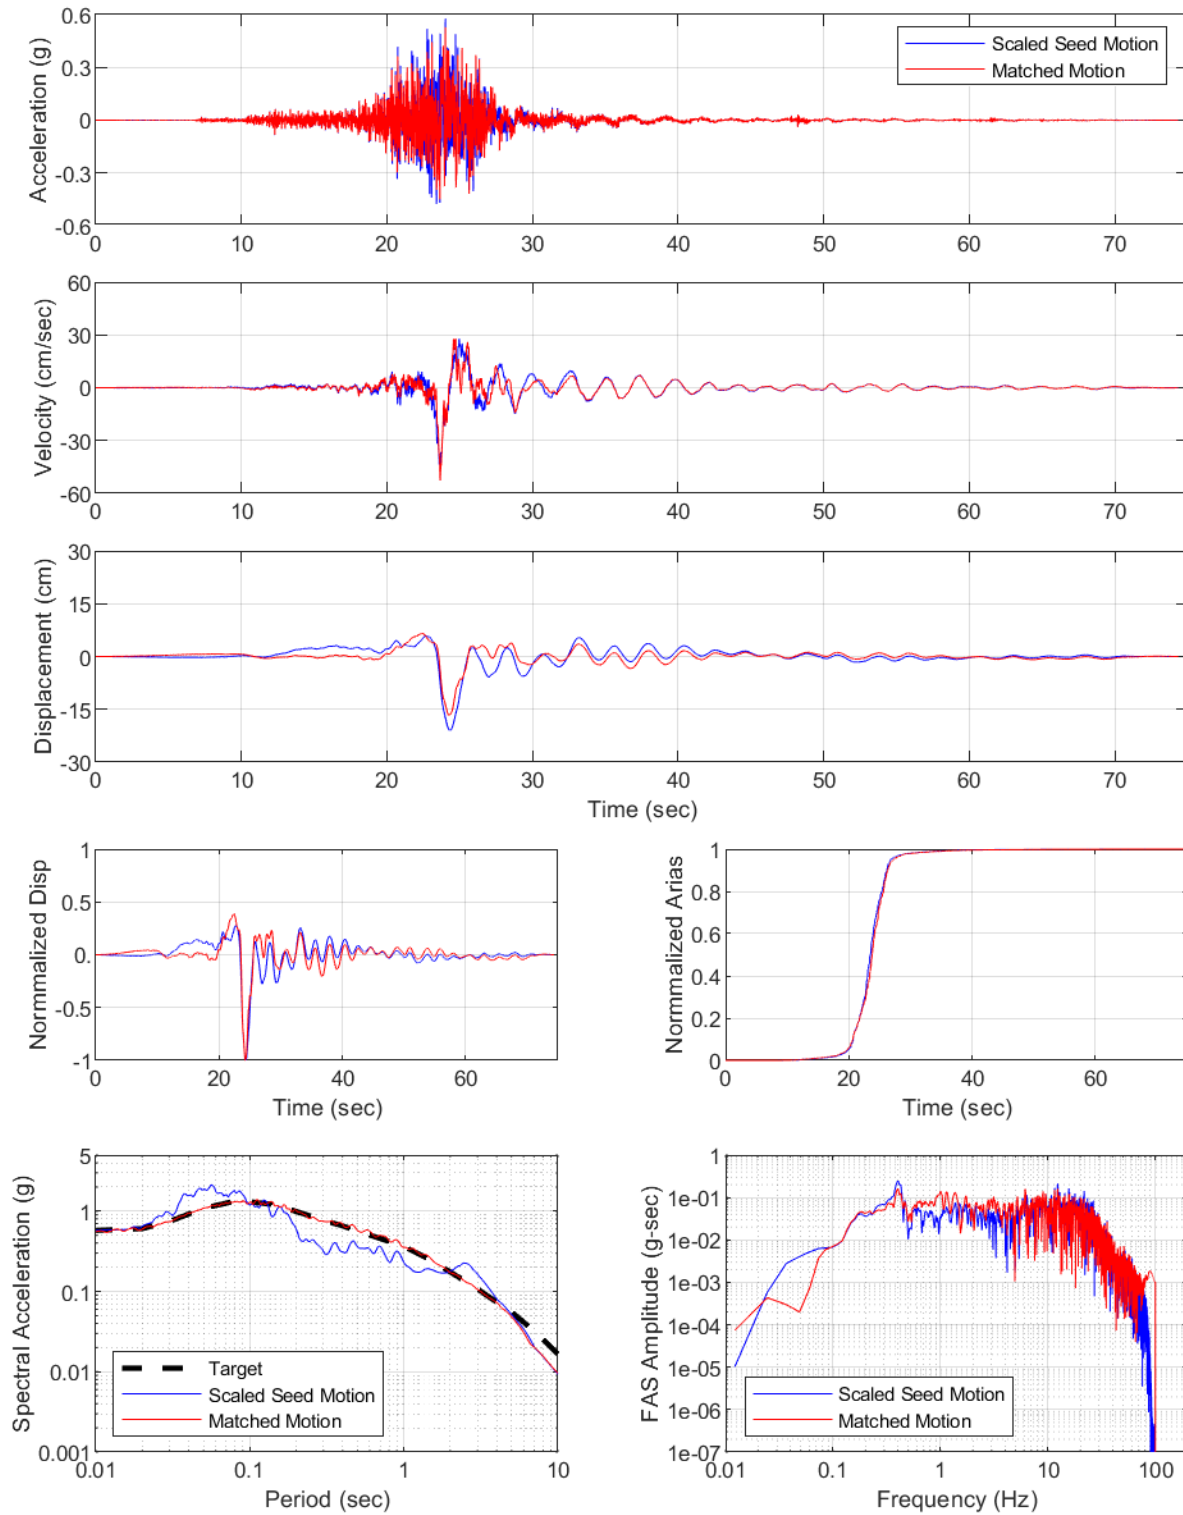 0.6
0.3
0
-0.3
-0.6
Acceleration (g)
Scaled Seed Motion
Matched Motion
0 10 20 30 40 50 60 70
60
30
0
-30
-60
Velocity (cm/sec)
0 10 20 30 40 50 60 70
30
15
0
-15
-30
Displacement (cm)
0 10 20 30 40 50 60 70
Time (sec)
1
0.5
0.
-0.5
-1
Normmalized Disp
0 20 40 60
Time (sec)
1
0.8
0.6
0.4
0.2
0
Normmalized Arias
0 20 40 60
Time (sec)
5
1
0.1
0.01
0.001
Spectral Acceleration (g)
Target
Scaled Seed Motion
Matched Motion
0.01 0.1 1 10
Period (sec)
1
1e-01
1e-02
1e-03
1e-04
1e-05
1e-06
1e-07
FAS Amplitude (g-sec)
Scaled Seed Motion
Matched Motion
0.01 0.1 1 10 100
Frequency (Hz)